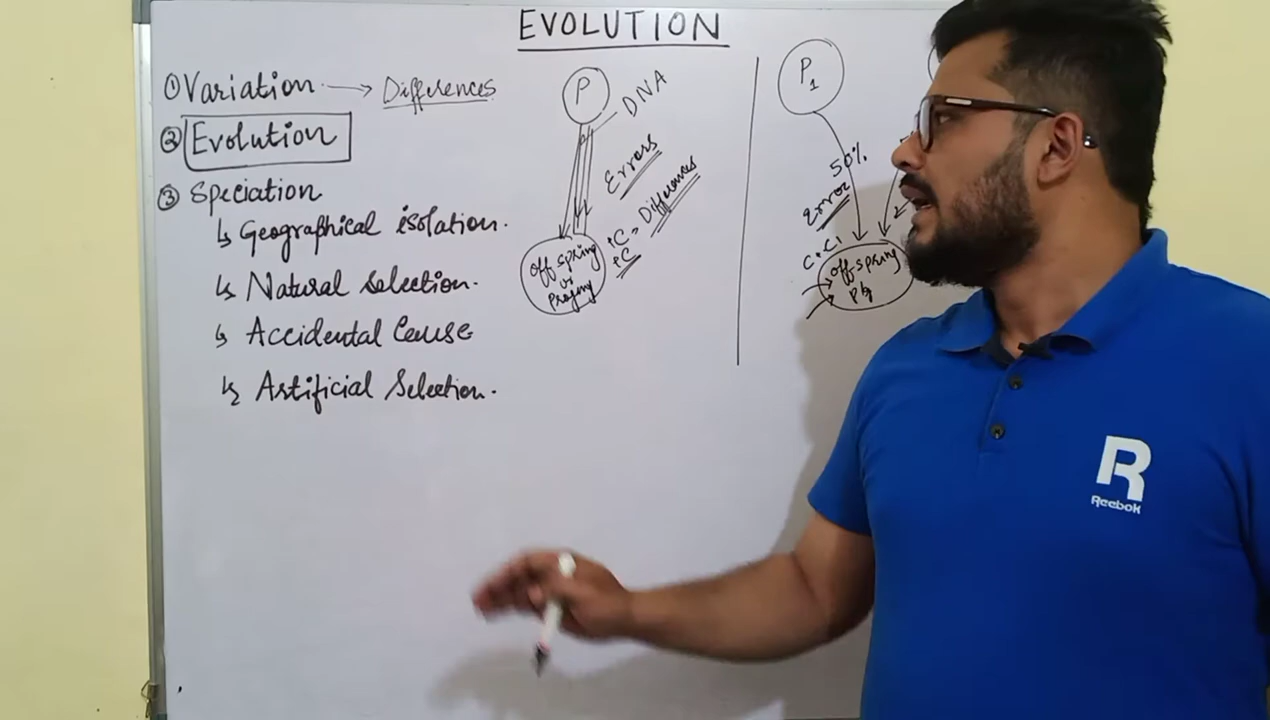 EVOLUTION
① Variation → Differences
② Evolution
③ Speciation
↳ Geographical isolation.
↳ Natural selection.
↳ Accidental Cause
↳ Artificial Selection.
P
DNA
Errors
Differences
off spring
or
P1
50%
Error
off spring
R
Reebok